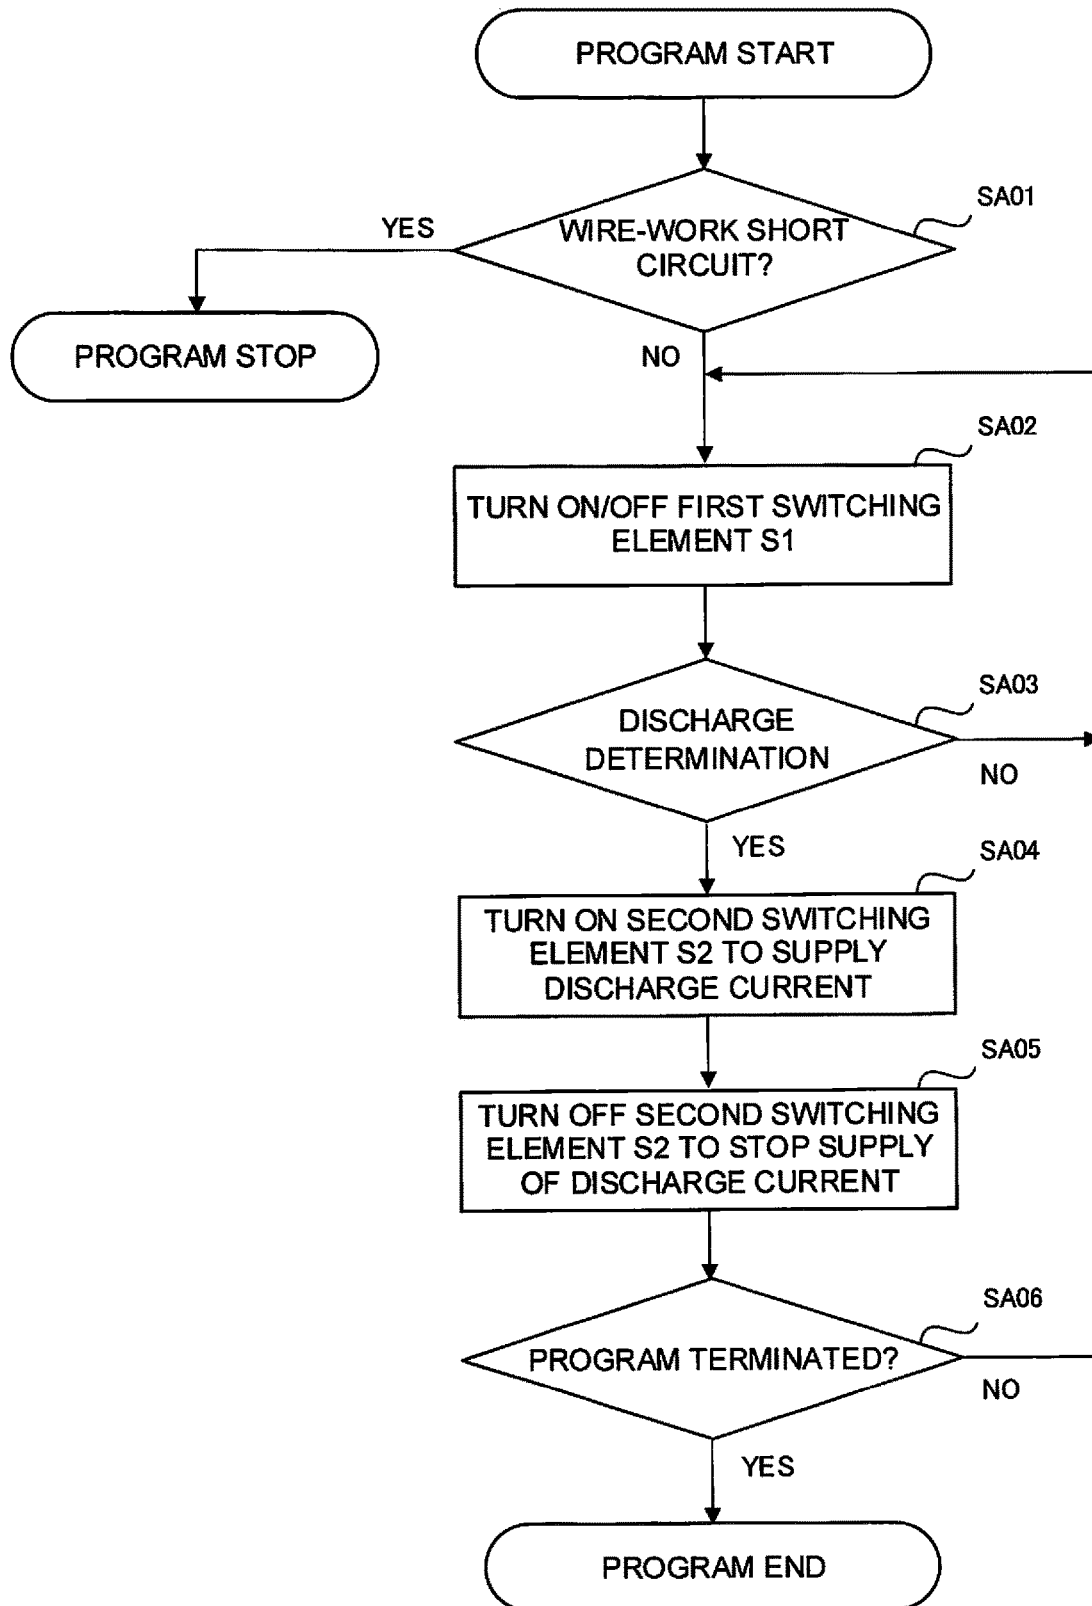 PROGRAM START
SA01
YES
WIRE-WORK SHORT
CIRCUIT?
PROGRAM STOP
NO
SA02
TURN ON/OFF FIRST SWITCHING
ELEMENT S1
SA03
DISCHARGE
DETERMINATION
NO
YES
SA04
TURN ON SECOND SWITCHING
ELEMENT S2 TO SUPPLY
DISCHARGE CURRENT
SA05
TURN OFF SECOND SWITCHING
ELEMENT S2 TO STOP SUPPLY
OF DISCHARGE CURRENT
SA06
PROGRAM TERMINATED?
NO
YES
PROGRAM END